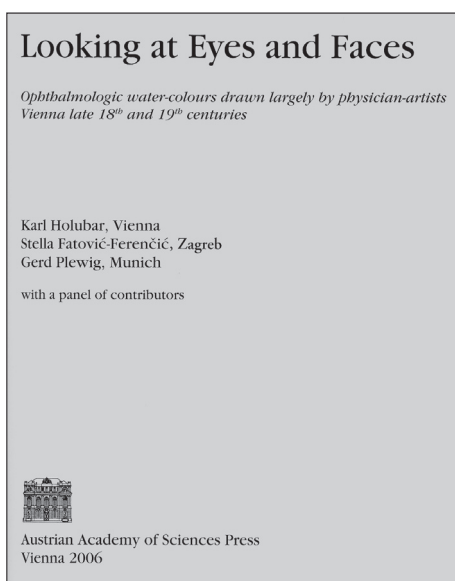 Looking at Eyes and Faces
Ophthalmologic water-colours drawn largely by physician-artists
Vienna late 18th and 19th centuries
Karl Holubar, Vienna
Stella Fatović-Ferenčić, Zagreb
Gerd Plewig, Munich
with a panel of contributors
Austrian Academy of Sciences Press
Vienna 2006